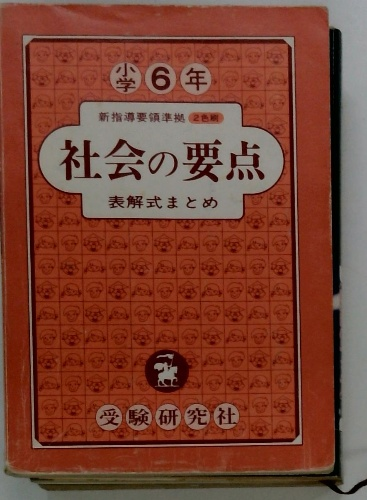 小学6年
新指導要領準拠 2色刷
社会の要点
表解式まとめ
受験研究社